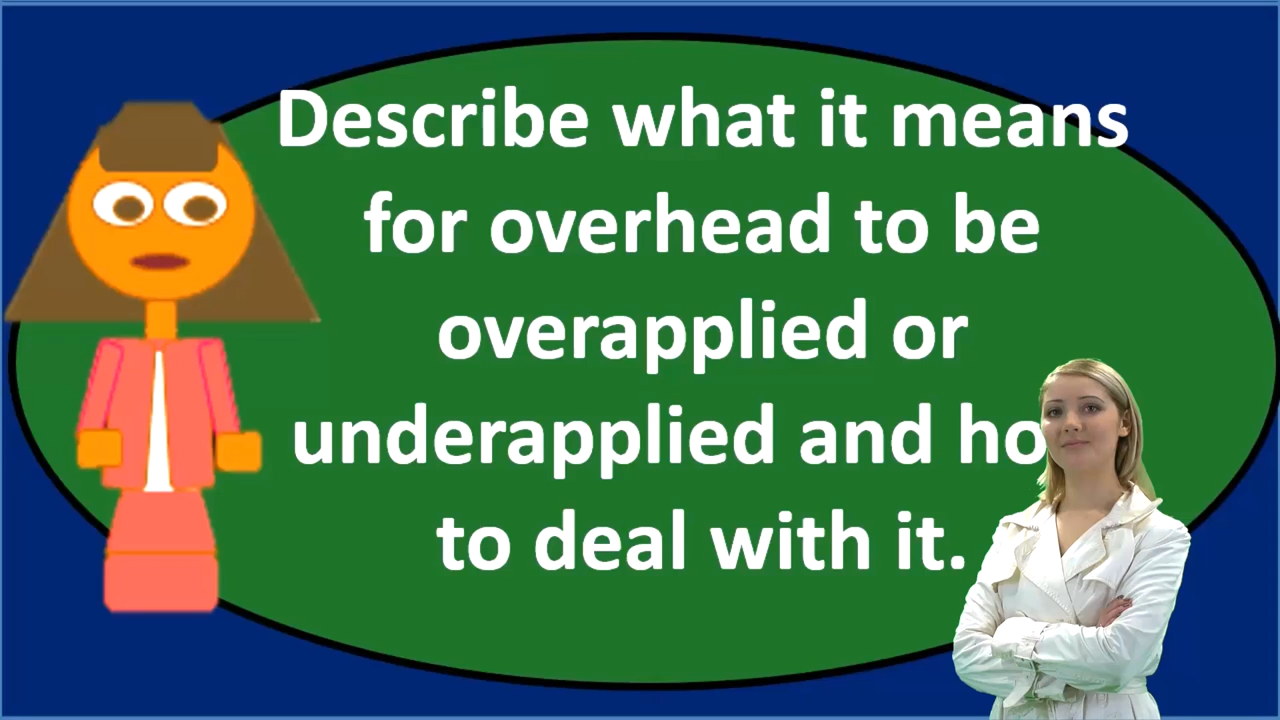 Describe what it means
for overhead to be
overapplied or
underapplied and ho
to deal with it.